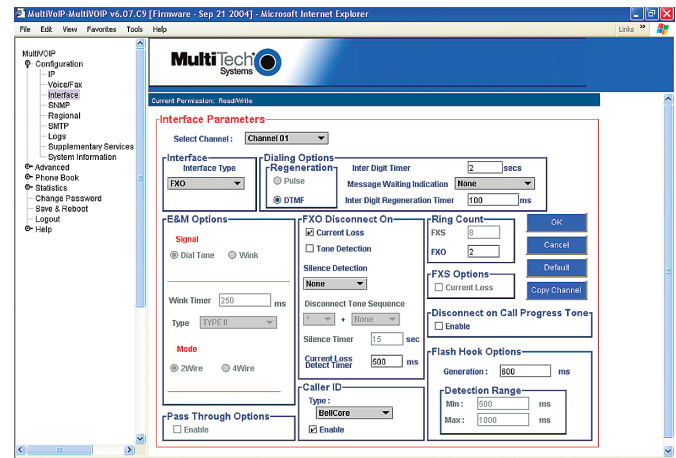 MultiVoIP-MultiVOIP v6.07.C9 [Firmware - Sep 21 2004] - Microsoft Internet Explorer
File Edit View Favorites Tools Help
Links »
MultiVOIP
Configuration
IP
Voice/Fax
Interface
SNMP
Regional
SMTP
Logs
Supplementary Services
System Information
Advanced
Phone Book
Statistics
Change Password
Save & Reboot
Logout
Help
MultiTech
Systems
Current Permission: Read/Write
Interface Parameters
Select Channel : Channel 01
Interface
Interface Type
FXO
Dialing Options
Regeneration
Pulse
DTMF
Inter Digit Timer 2 secs
Message Waiting Indication None
Inter Digit Regeneration Timer 100 ms
E&M Options
Signal
Dial Tone Wink
Wink Timer 250 ms
Type TYPE II
Mode
2Wire 4Wire
Pass Through Options
Enable
FXO Disconnect On
Current Loss
Tone Detection
Silence Detection
None
Disconnect Tone Sequence
* + None
Silence Timer 15 sec
Current Loss
Detect Timer 500 ms
Caller ID
Type :
BellCore
Enable
Ring Count
FXS 8
FXO 2
FXS Options
Current Loss
OK
Cancel
Default
Copy Channel
Disconnect on Call Progress Tone
Enable
Flash Hook Options
Generation : 600 ms
Detection Range
Min : 500 ms
Max : 1000 ms